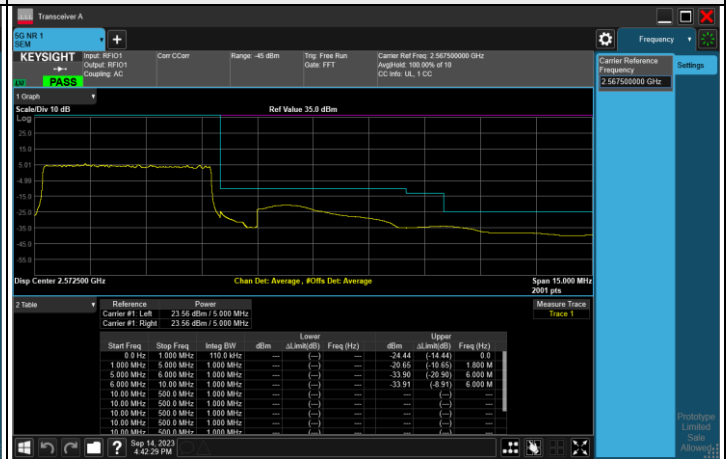 Transceiver A
5G NR 1
SEM
Frequency
KEYSIGHT
Input: RFIO1
Output: RFIO1
Coupling: AC
Corr CCorr
Range: -45 dBm
Trig: Free Run
Gate: FFT
Carrier Ref Freq: 2.567500000 GHz
Avg|Hold: 100.00% of 10
CC Info: UL, 1 CC
PASS
Carrier Reference
Frequency
2.567500000 GHz
Settings
1 Graph
Scale/Div 10 dB
Ref Value 35.0 dBm
Log
25.0
15.0
5.01
-4.99
-15.0
-25.0
-35.0
-45.0
-55.0
Disp Center 2.572500 GHz
Chan Det: Average , #Offs Det: Average
Span 15.000 MHz
2001 pts
2 Table
Reference Power
Carrier #1: Left 23.56 dBm / 5.000 MHz
Carrier #1: Right 23.56 dBm / 5.000 MHz
Measure Trace
Trace 1
Lower Upper
Start Freq Stop Freq Integ BW dBm ΔLimit(dB) Freq (Hz) dBm ΔLimit(dB) Freq (Hz)
0.0 Hz 1.000 MHz 110.0 kHz --- (---) --- -24.44 (-14.44) 0.0
1.000 MHz 5.000 MHz 1.000 MHz --- (---) --- -20.65 (-10.65) 1.800 M
5.000 MHz 6.000 MHz 1.000 MHz --- (---) --- -33.90 (-20.90) 6.000 M
6.000 MHz 10.00 MHz 1.000 MHz --- (---) --- -33.91 (-8.91) 6.000 M
10.00 MHz 500.0 MHz 1.000 MHz --- (---) --- --- (---) ---
10.00 MHz 500.0 MHz 1.000 MHz --- (---) --- --- (---) ---
10.00 MHz 500.0 MHz 1.000 MHz --- (---) --- --- (---) ---
10.00 MHz 500.0 MHz 1.000 MHz --- (---) --- --- (---) ---
10.00 MHz 500.0 MHz 1.000 MHz --- (---) --- --- (---) ---
Sep 14, 2023
4:42:29 PM
Prototype
Limited
Sale
Allowed